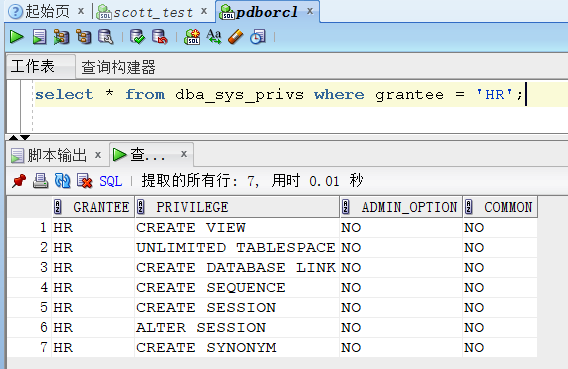 起始页 x scott_test x pdborcl x
工作表 查询构建器
select * from dba_sys_privs where grantee = 'HR';
脚本输出 x 查... x
SQL | 提取的所有行: 7, 用时 0.01 秒
GRANTEE PRIVILEGE ADMIN_OPTION COMMON
1 HR CREATE VIEW NO NO
2 HR UNLIMITED TABLESPACE NO NO
3 HR CREATE DATABASE LINK NO NO
4 HR CREATE SEQUENCE NO NO
5 HR CREATE SESSION NO NO
6 HR ALTER SESSION NO NO
7 HR CREATE SYNONYM NO NO